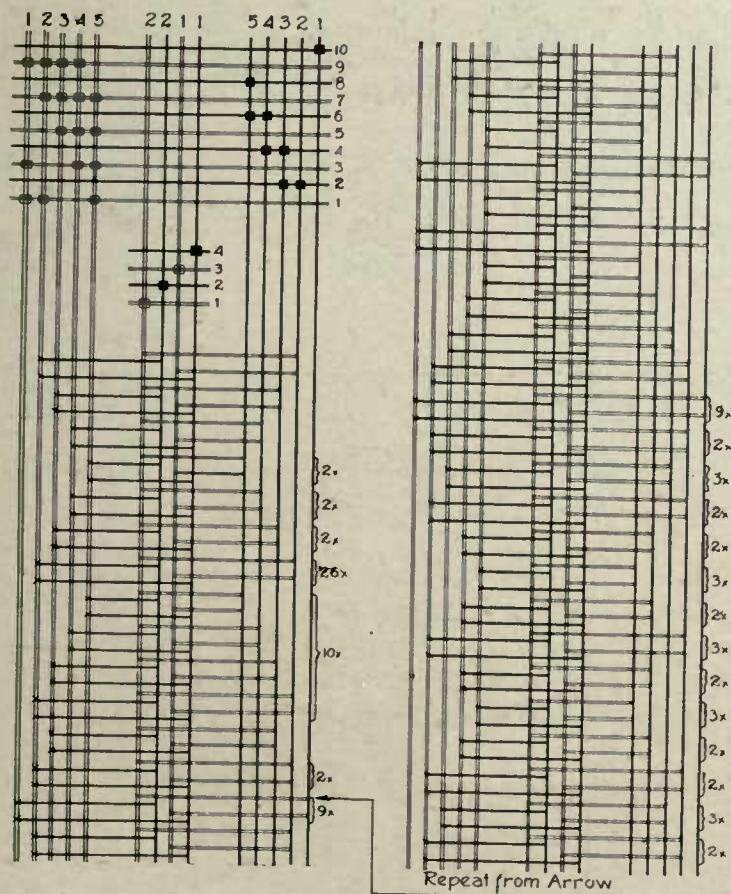 1 2 3 4 5 2 2 1 1 5 4 3 2 1
10
9
8
7
6
5
4
3
2
1
4
3
2
1
2x
2x
2x
26x
10x
2x
9x
9x
2x
3x
2x
2x
3x
2x
3x
2x
3x
2x
2x
3x
2x
Repeat from Arrow